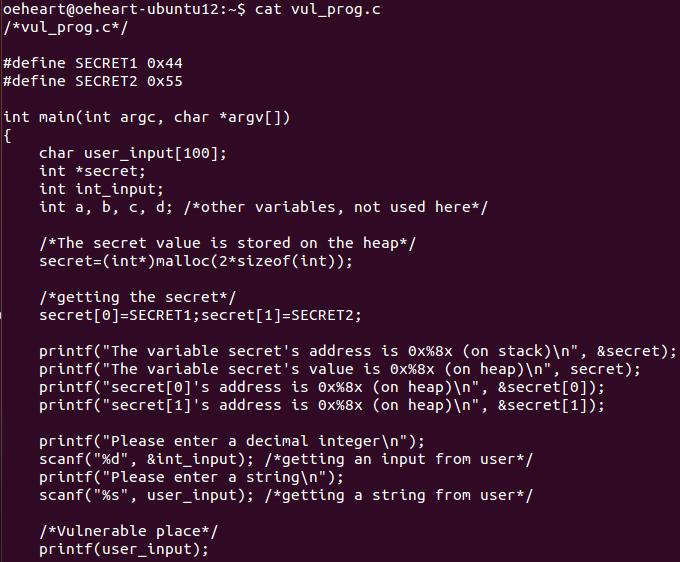 oeheart@oeheart-ubuntu12:~$ cat vul_prog.c
/*vul_prog.c*/
#define SECRET1 0x44
#define SECRET2 0x55
int main(int argc, char *argv[])
{
    char user_input[100];
    int *secret;
    int int_input;
    int a, b, c, d; /*other variables, not used here*/
    /*The secret value is stored on the heap*/
    secret=(int*)malloc(2*sizeof(int));
    /*getting the secret*/
    secret[0]=SECRET1;secret[1]=SECRET2;
    printf("The variable secret's address is 0x%8x (on stack)\n", &secret);
    printf("The variable secret's value is 0x%8x (on heap)\n", secret);
    printf("secret[0]'s address is 0x%8x (on heap)\n", &secret[0]);
    printf("secret[1]'s address is 0x%8x (on heap)\n", &secret[1]);
    printf("Please enter a decimal integer\n");
    scanf("%d", &int_input); /*getting an input from user*/
    printf("Please enter a string\n");
    scanf("%s", user_input); /*getting a string from user*/
    /*Vulnerable place*/
    printf(user_input);